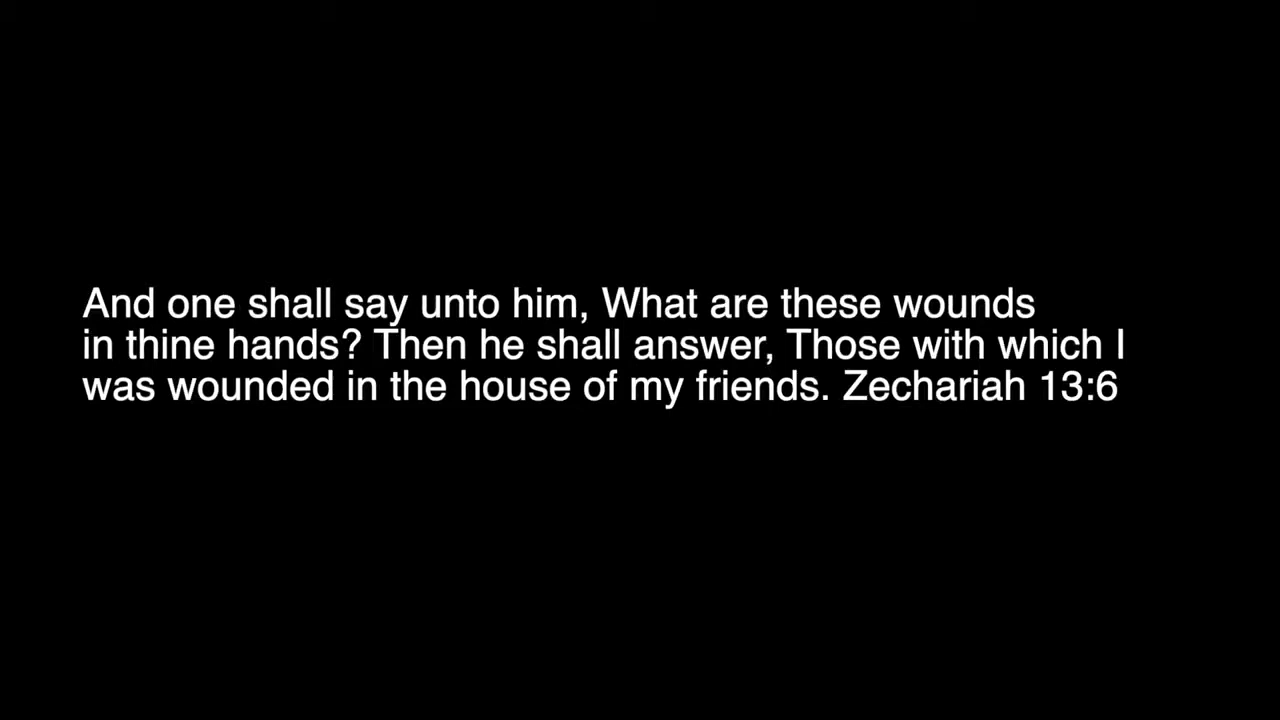 And one shall say unto him, What are these wounds
in thine hands? Then he shall answer, Those with which I
was wounded in the house of my friends. Zechariah 13:6